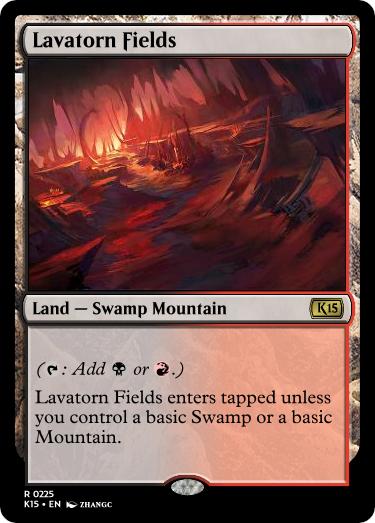 Lavatorn Fields
Land — Swamp Mountain
K15
(: Add or .)
Lavatorn Fields enters tapped unless
you control a basic Swamp or a basic
Mountain.
R 0225
K15 • EN ZHANGC